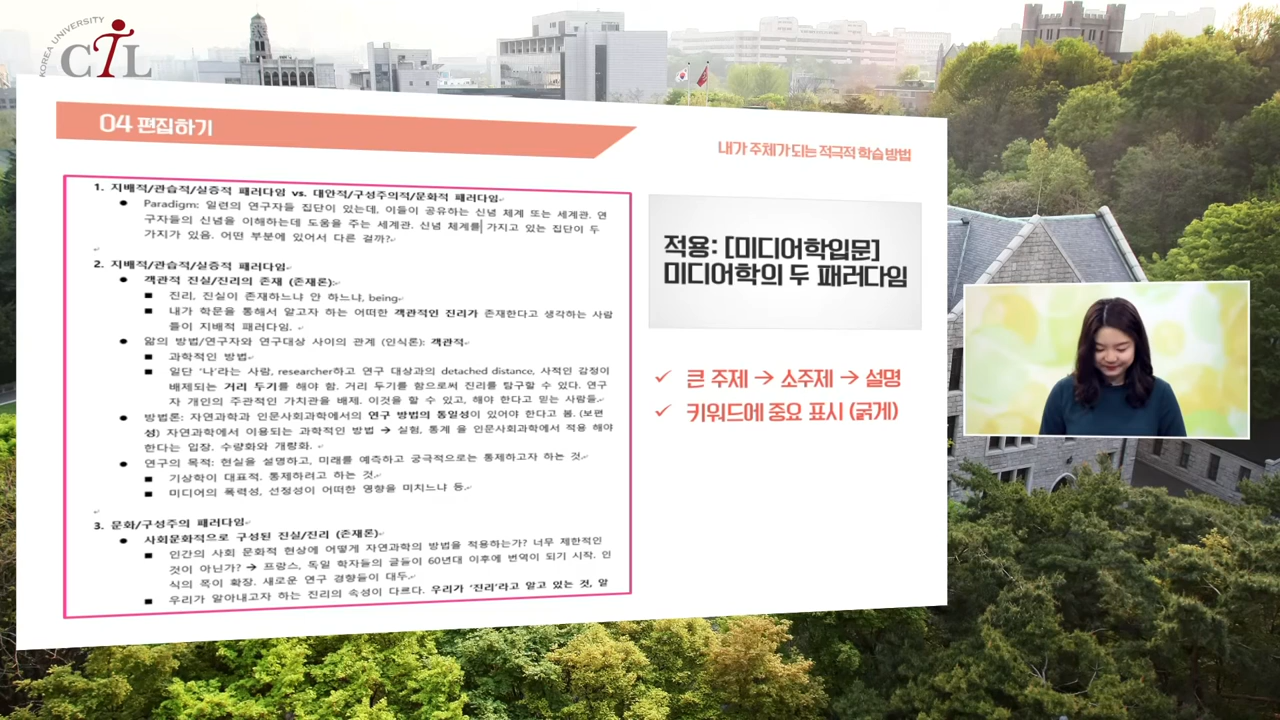 KOREA UNIVERSITY
CTL
04 편집하기
내가 주체가 되는 적극적 학습 방법
1. 지배적/관습적/실증적 패러다임 vs. 대안적/구성주의적/문화적 패러다임
● Paradigm: 일련의 연구자들 집단이 있는데, 이들이 공유하는 신념 체계 또는 세계관. 연
구자들의 신념을 이해하는데 도움을 주는 세계관. 신념 체계를 가지고 있는 집단이 두
가지가 있음. 어떤 부분에 있어서 다른 걸까?
2. 지배적/관습적/실증적 패러다임
● 객관적 진실/진리의 존재 (존재론):
■ 진리, 진실이 존재하느냐 안 하느냐, being
■ 내가 학문을 통해서 알고자 하는 어떠한 객관적인 진리가 존재한다고 생각하는 사람
들이 지배적 패러다임.
● 앎의 방법/연구자와 연구대상 사이의 관계 (인식론): 객관적
■ 과학적인 방법
■ 일단 ‘나’라는 사람, researcher하고 연구 대상과의 detached distance, 사적인 감정이
배제되는 거리 두기를 해야 함. 거리 두기를 함으로써 진리를 탐구할 수 있다. 연구
자 개인의 주관적인 가치관을 배제. 이것을 할 수 있고, 해야 한다고 믿는 사람들
● 방법론: 자연과학과 인문사회과학에서의 연구 방법의 통일성이 있어야 한다고 봄. (보편
성) 자연과학에서 이용되는 과학적인 방법 → 실험, 통계 을 인문사회과학에서 적용 해야
한다는 입장. 수량화와 개량화.
● 연구의 목적: 현실을 설명하고, 미래를 예측하고 궁극적으로는 통제하고자 하는 것
■ 기상학이 대표적. 통제하려고 하는 것
■ 미디어의 폭력성, 선정성이 어떠한 영향을 미치느냐 등
3. 문화/구성주의 패러다임
● 사회문화적으로 구성된 진실/진리 (존재론)
■ 인간의 사회 문화적 현상에 어떻게 자연과학의 방법을 적용하는가? 너무 제한적인
것이 아닌가? → 프랑스, 독일 학자들의 글들이 60년대 이후에 번역이 되기 시작. 인
식의 폭이 확장. 새로운 연구 경향들이 대두
■ 우리가 알아내고자 하는 진리의 속성이 다르다. 우리가 ‘진리’라고 알고 있는 것, 알
적용: [미디어학입문]
미디어학의 두 패러다임
✓ 큰 주제 → 소주제 → 설명
✓ 키워드에 중요 표시 (굵게)